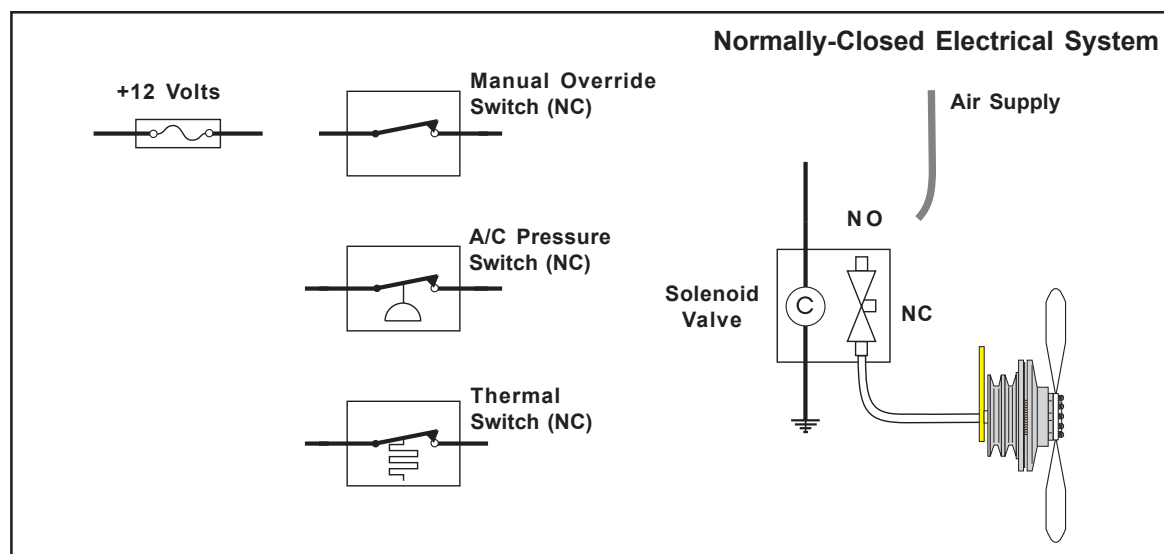 Normally-Closed Electrical System
+12 Volts
Manual Override
Switch (NC)
Air Supply
A/C Pressure
Switch (NC)
NO
Solenoid
Valve
C
NC
Thermal
Switch (NC)